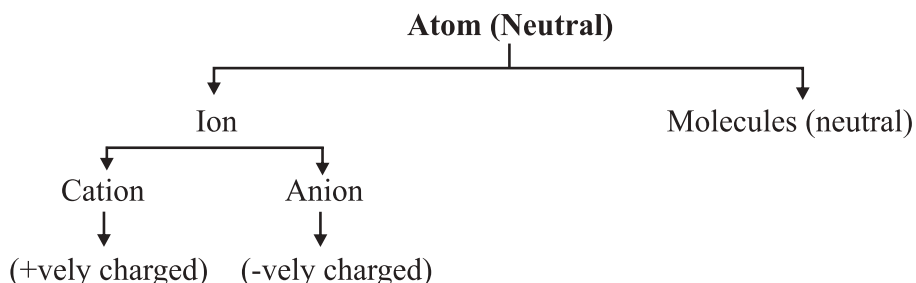 Atom (Neutral)
Ion Molecules (neutral)
Cation Anion
(+vely charged) (-vely charged)